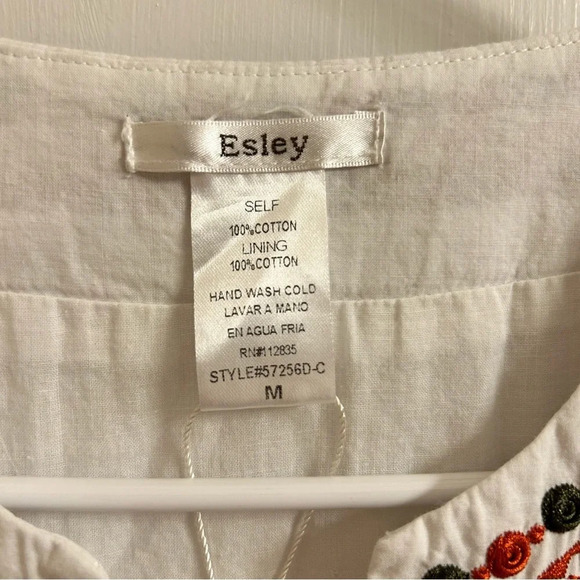 Esley
SELF
100%COTTON
LINING
100%COTTON
HAND WASH COLD
LAVAR A MANO
EN AGUA FRIA
RN#112835
STYLE#57256D-C
M